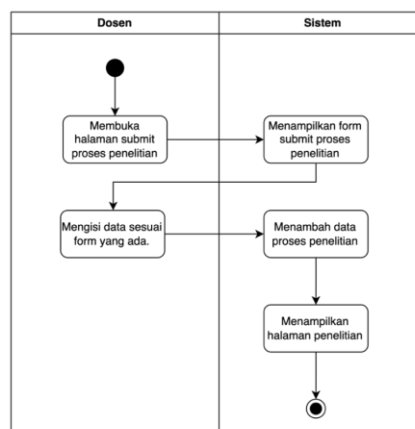 Dosen
Sistem
Membuka
halaman submit
proses penelitian
Menampilkan form
submit proses
penelitian
Mengisi data sesuai
form yang ada.
Menambah data
proses penelitian
Menampilkan
halaman penelitian